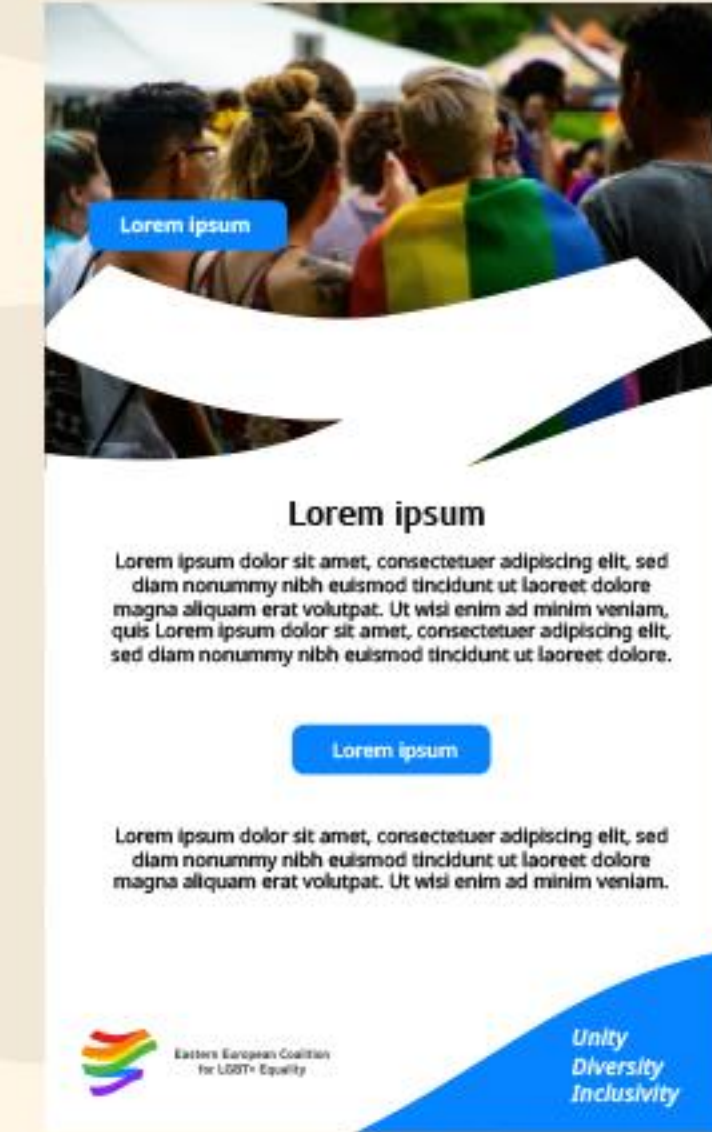 Lorem ipsum
Lorem ipsum
Lorem ipsum dolor sit amet, consectetuer adipiscing elit, sed
diam nonummy nibh euismod tincidunt ut laoreet dolore
magna aliquam erat volutpat. Ut wisi enim ad minim veniam,
quis Lorem ipsum dolor sit amet, consectetuer adipiscing elit,
sed diam nonummy nibh euismod tincidunt ut laoreet dolore.
Lorem ipsum
Lorem ipsum dolor sit amet, consectetuer adipiscing elit, sed
diam nonummy nibh euismod tincidunt ut laoreet dolore
magna aliquam erat volutpat. Ut wisi enim ad minim veniam.
Eastern European Coalition
for LGBT+ Equality
Unity
Diversity
Inclusivity